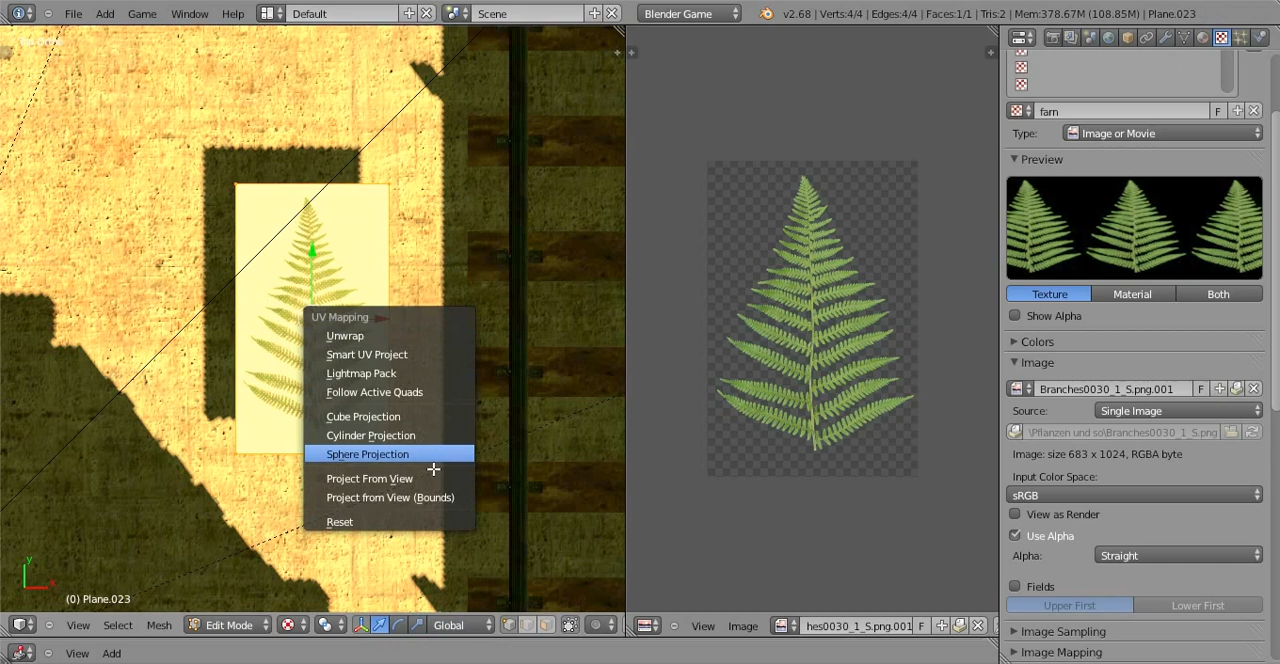 File Add Game Window Help Default Scene Blender Game v2.68 | Verts:4/4 | Edges:4/4 | Faces:1/1 | Tris:2 | Mem:378.67M (108.85M) | Plane.023
farn F
Type: Image or Movie
Preview
Texture Material Both
Show Alpha
Colors
Image
Branches0030_1_S.png.001 F
Source: Single Image
\Pflanzen und so\Branches0030_1_S.png
Image: size 683 x 1024, RGBA byte
Input Color Space:
sRGB
View as Render
Use Alpha
Alpha: Straight
Fields
Upper First Lower First
Image Sampling
Image Mapping
UV Mapping
Unwrap
Smart UV Project
Lightmap Pack
Follow Active Quads
Cube Projection
Cylinder Projection
Sphere Projection
Project From View
Project from View (Bounds)
Reset
y
x
(0) Plane.023
View Select Mesh Edit Mode Global
View Image hes0030_1_S.png.001 F
View Add